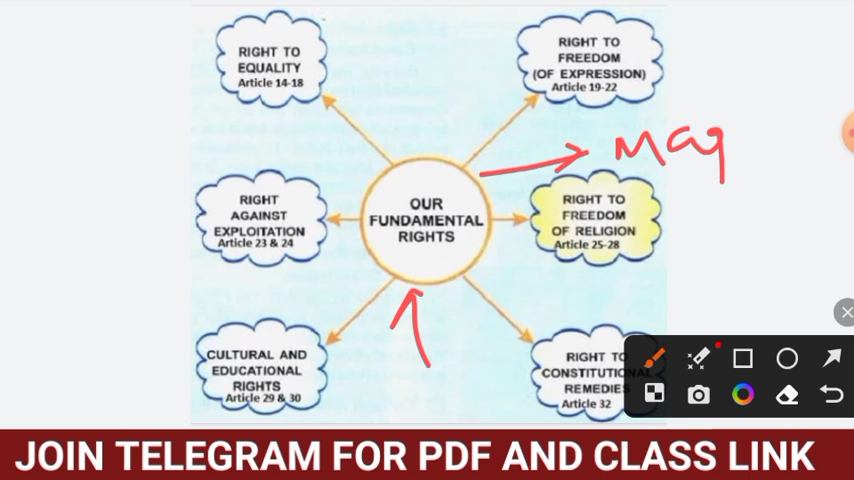 RIGHT TO
EQUALITY
Article 14-18
RIGHT TO
FREEDOM
(OF EXPRESSION)
Article 19-22
Mag
RIGHT
AGAINST
EXPLOITATION
Article 23 & 24
OUR
FUNDAMENTAL
RIGHTS
RIGHT TO
FREEDOM
OF RELIGION
Article 25-28
CULTURAL AND
EDUCATIONAL
RIGHTS
Article 29 & 30
RIGHT TO
CONSTITUTIONAL
REMEDIES
Article 32
JOIN TELEGRAM FOR PDF AND CLASS LINK